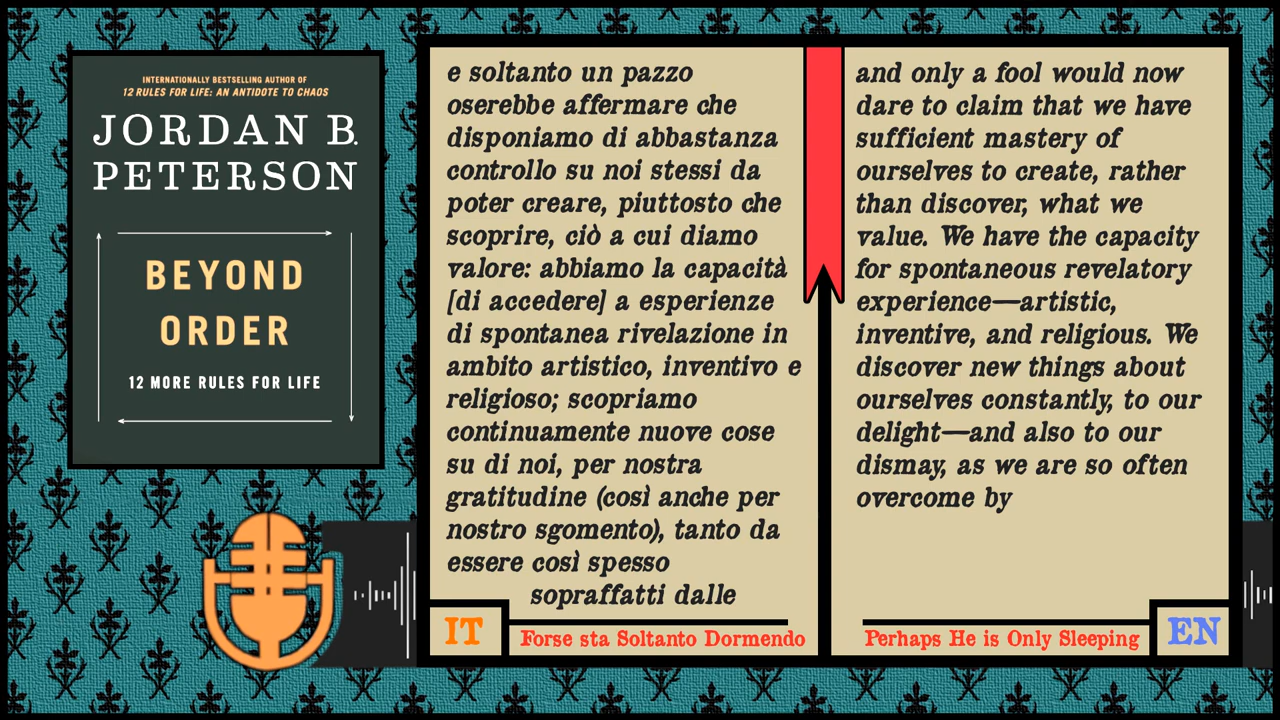 INTERNATIONALLY BESTSELLING AUTHOR OF
12 RULES FOR LIFE: AN ANTIDOTE TO CHAOS
JORDAN B.
PETERSON
BEYOND
ORDER
12 MORE RULES FOR LIFE
e soltanto un pazzo
oserebbe affermare che
disponiamo di abbastanza
controllo su noi stessi da
poter creare, piuttosto che
scoprire, ciò a cui diamo
valore: abbiamo la capacità
[di accedere] a esperienze
di spontanea rivelazione in
ambito artistico, inventivo e
religioso; scopriamo
continuamente nuove cose
su di noi, per nostra
gratitudine (così anche per
nostro sgomento), tanto da
essere così spesso
sopraffatti dalle
IT
Forse sta Soltanto Dormendo
and only a fool would now
dare to claim that we have
sufficient mastery of
ourselves to create, rather
than discover, what we
value. We have the capacity
for spontaneous revelatory
experience—artistic,
inventive, and religious. We
discover new things about
ourselves constantly, to our
delight—and also to our
dismay, as we are so often
overcome by
Perhaps He is Only Sleeping
EN